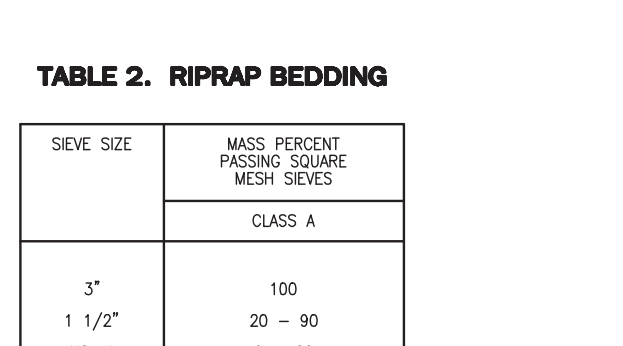 TABLE 2. RIPRAP BEDDING
SIEVE SIZE
MASS PERCENT
PASSING SQUARE
MESH SIEVES
CLASS A
3" 100
1 1/2" 20 – 90